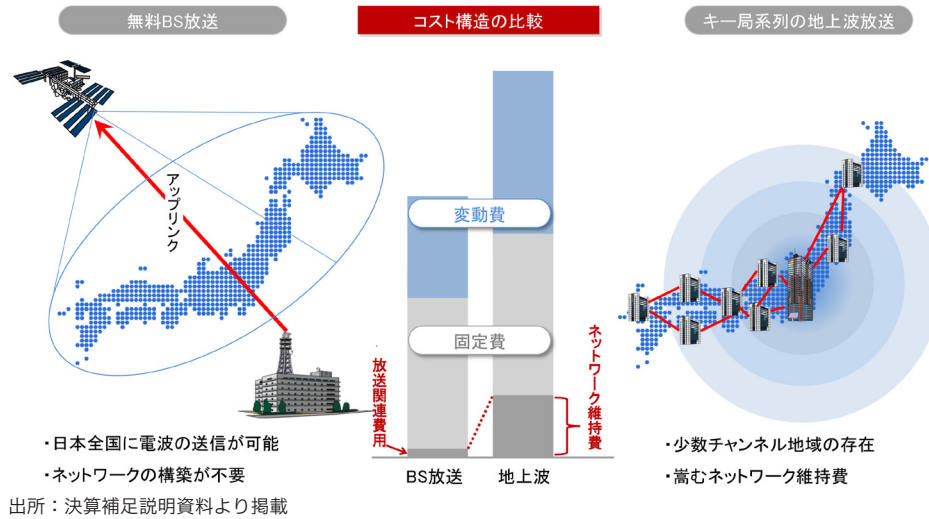 無料BS放送
コスト構造の比較
キー局系列の地上波放送
アップリンク
変動費
固定費
放送関連費用
ネットワーク維持費
BS放送
地上波
・日本全国に電波の送信が可能
・ネットワークの構築が不要
・少数チャンネル地域の存在
・嵩むネットワーク維持費
出所：決算補足説明資料より掲載